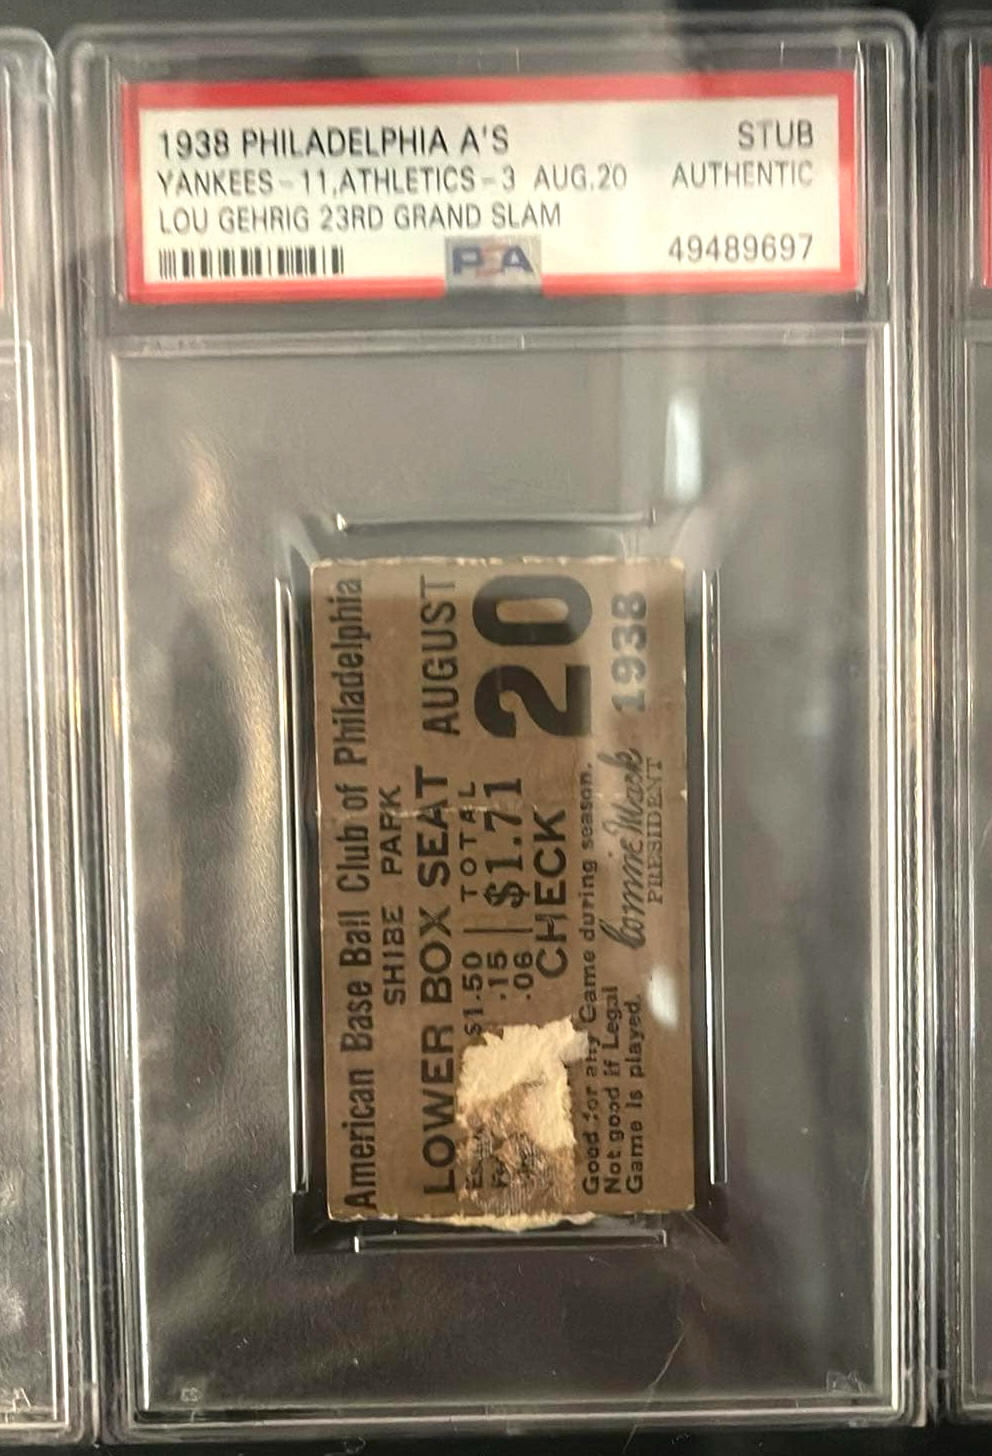 1938 PHILADELPHIA A'S STUB
YANKEES-11,ATHLETICS-3 AUG.20 AUTHENTIC
LOU GEHRIG 23RD GRAND SLAM
PSA 49489697
American Base Ball Club of Philadelphia
SHIBE PARK
LOWER BOX SEAT AUGUST
$1.50 TOTAL
.15 $1.71 20
.06
CHECK
Good for any Game during season.
Not good if Legal
Game is played.
Connie Mack 1938
PRESIDENT